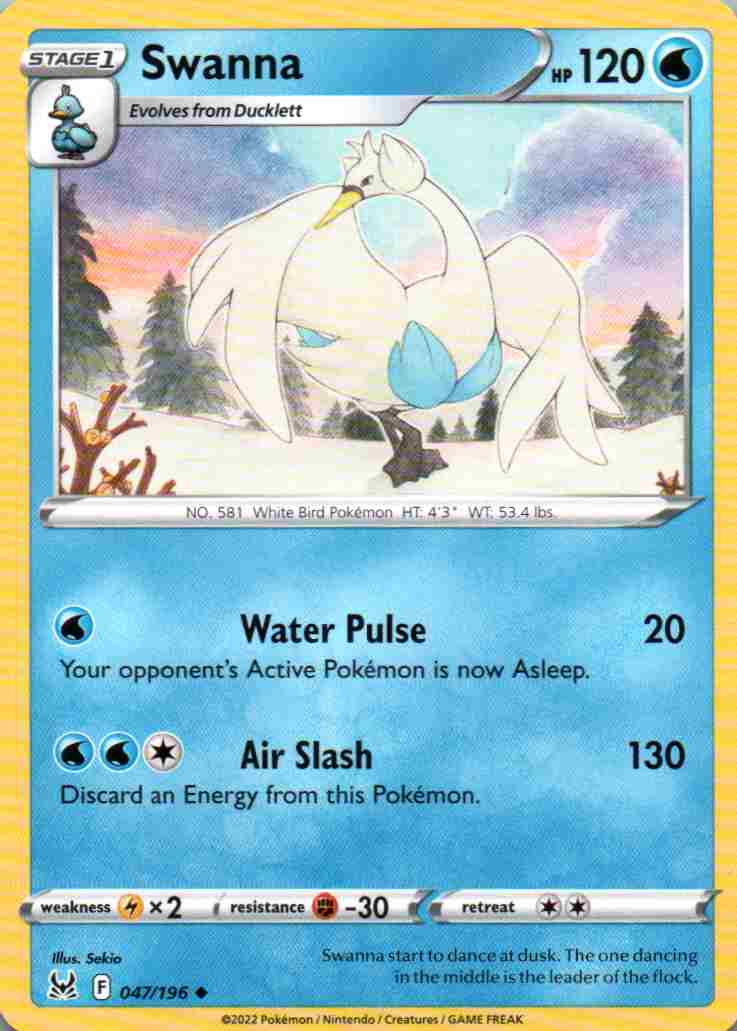 STAGE 1
Swanna
HP 120
Evolves from Ducklett
NO. 581 White Bird Pokémon HT: 4'3" WT: 53.4 lbs.
Water Pulse 20
Your opponent's Active Pokémon is now Asleep.
Air Slash 130
Discard an Energy from this Pokémon.
weakness ×2 resistance -30 retreat
Illus. Sekio
Swanna start to dance at dusk. The one dancing
in the middle is the leader of the flock.
F 047/196
©2022 Pokémon / Nintendo / Creatures / GAME FREAK